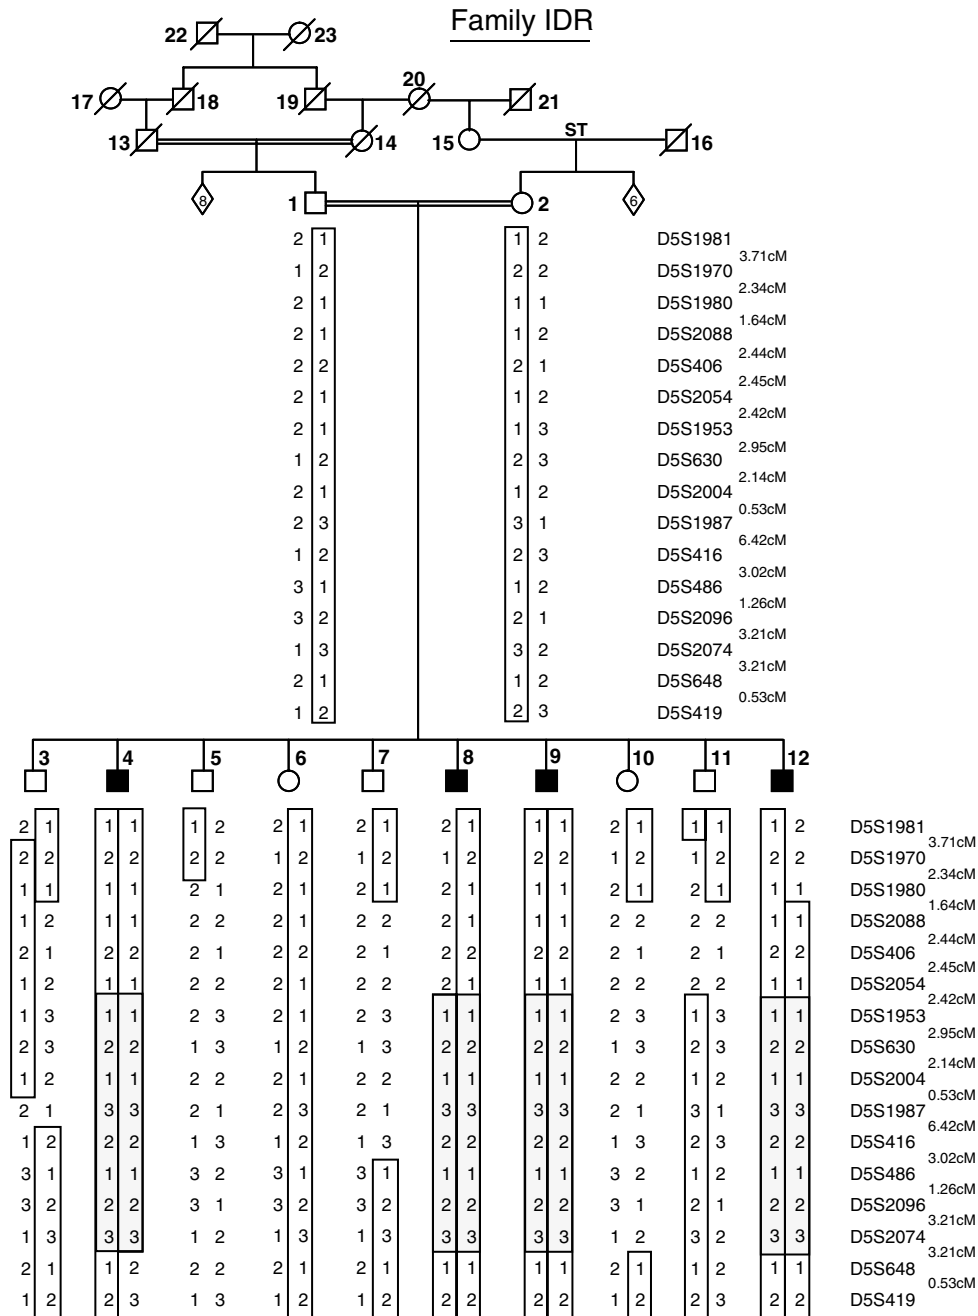 Family IDR
22 23
17 18 19 20 21
13 14 15 ST 16
8 1 2 6
2 1 1 2 D5S1981
3.71cM
1 2 2 2 D5S1970
2.34cM
2 1 1 1 D5S1980
1.64cM
2 1 1 2 D5S2088
2.44cM
2 2 2 1 D5S406
2.45cM
2 1 1 2 D5S2054
2.42cM
2 1 1 3 D5S1953
2.95cM
1 2 2 3 D5S630
2.14cM
2 1 1 2 D5S2004
0.53cM
2 3 3 1 D5S1987
6.42cM
1 2 2 3 D5S416
3.02cM
3 1 1 2 D5S486
1.26cM
3 2 2 1 D5S2096
3.21cM
1 3 3 2 D5S2074
3.21cM
2 1 1 2 D5S648
0.53cM
1 2 2 3 D5S419
3 4 5 6 7 8 9 10 11 12
2 1 1 1 1 2 2 1 2 1 2 1 1 1 2 1 1 1 1 2 D5S1981
3.71cM
2 2 2 2 2 2 1 2 1 2 1 2 2 2 1 2 1 2 2 2 D5S1970
2.34cM
1 1 1 1 2 1 2 1 2 1 2 1 1 1 2 1 2 1 1 1 D5S1980
1.64cM
1 2 1 1 2 2 2 1 2 2 2 1 1 1 2 2 2 2 1 1 D5S2088
2.44cM
2 1 2 2 2 1 2 2 2 1 2 2 2 2 2 1 2 1 2 2 D5S406
2.45cM
1 2 1 1 2 2 2 1 2 2 2 1 1 1 2 2 2 2 1 1 D5S2054
2.42cM
1 3 1 1 2 3 2 1 2 3 1 1 1 1 2 3 1 3 1 1 D5S1953
2.95cM
2 3 2 2 1 3 1 2 1 3 2 2 2 2 1 3 2 3 2 2 D5S630
2.14cM
1 2 1 1 2 2 2 1 2 2 1 1 1 1 2 2 1 2 1 1 D5S2004
0.53cM
2 1 3 3 2 1 2 3 2 1 3 3 3 3 2 1 3 1 3 3 D5S1987
6.42cM
1 2 2 2 1 3 1 2 1 3 2 2 2 2 1 3 2 3 2 2 D5S416
3.02cM
3 1 1 1 3 2 3 1 3 1 1 1 1 1 3 2 1 2 1 1 D5S486
1.26cM
3 2 2 2 3 1 3 2 3 2 2 2 2 2 3 1 2 1 2 2 D5S2096
3.21cM
1 3 3 3 1 2 1 3 1 3 3 3 3 3 1 2 3 2 3 3 D5S2074
3.21cM
2 1 1 2 2 2 2 1 2 1 1 1 1 1 2 1 1 2 1 1 D5S648
0.53cM
1 2 2 3 1 3 1 2 1 2 2 2 2 2 1 2 2 3 2 2 D5S419